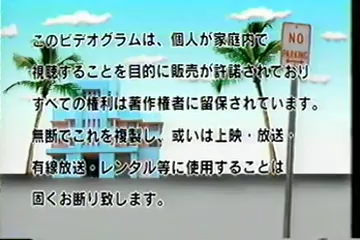 このビデオグラムは、個人が家庭内で
視聴することを目的に販売が許諾されており
すべての権利は著作権者に留保されています。
無断でこれを複製し、或いは上映・放送・
有線放送・レンタル等に使用することは
固くお断り致します。
NO
PARKING